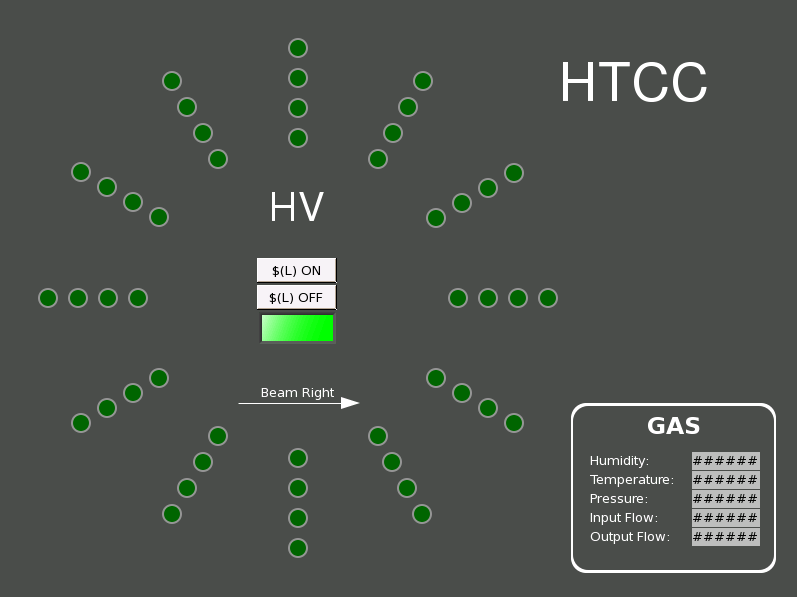 HTCC
HV
$(L) ON
$(L) OFF
Beam Right
GAS
Humidity: ######
Temperature: ######
Pressure: ######
Input Flow: ######
Output Flow: ######